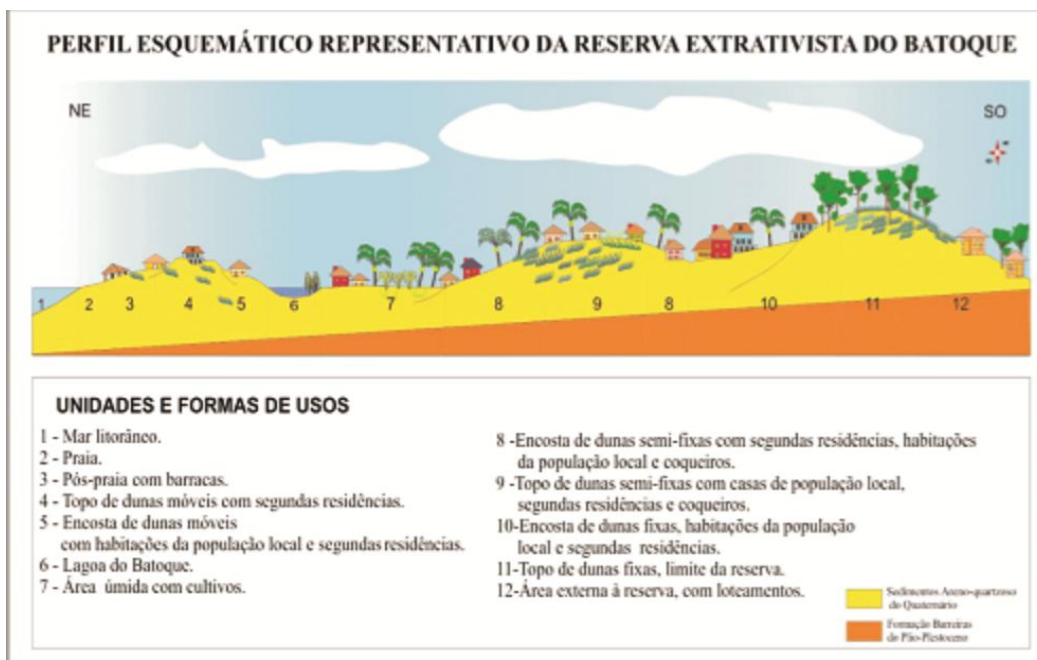 PERFIL ESQUEMÁTICO REPRESENTATIVO DA RESERVA EXTRATIVISTA DO BATOQUE
NE
SO
1 2 3 4 5 6 7 8 9 8 10 11 12
UNIDADES E FORMAS DE USOS
1 - Mar litorâneo.
2 - Praia.
3 - Pós-praia com barracas.
4 - Topo de dunas móveis com segundas residências.
5 - Encosta de dunas móveis
com habitações da população local e segundas residências.
6 - Lagoa do Batoque.
7 - Área úmida com cultivos.
8 -Encosta de dunas semi-fixas com segundas residências, habitações
da população local e coqueiros.
9 -Topo de dunas semi-fixas com casas de população local,
segundas residências e coqueiros.
10-Encosta de dunas fixas, habitações da população
local e segundas residências.
11-Topo de dunas fixas, limite da reserva.
12-Área externa à reserva, com loteamentos.
Sedimentos Areno-quartzoso
do Quaternário
Formação Barreiras
do Plio-Plestoceno